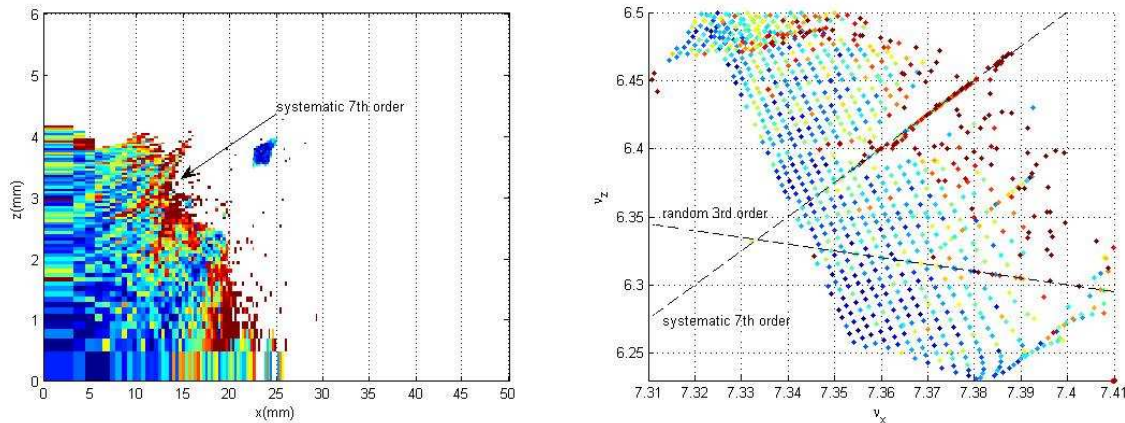 6
5
4
3
2
1
0
z(mm)
0 5 10 15 20 25 30 35 40 45 50
x(mm)
systematic 7th order
6.5
6.45
6.4
6.35
6.3
6.25
ν_z
random 3rd order
systematic 7th order
7.31 7.32 7.33 7.34 7.35 7.36 7.37 7.38 7.39 7.4 7.41
ν_x